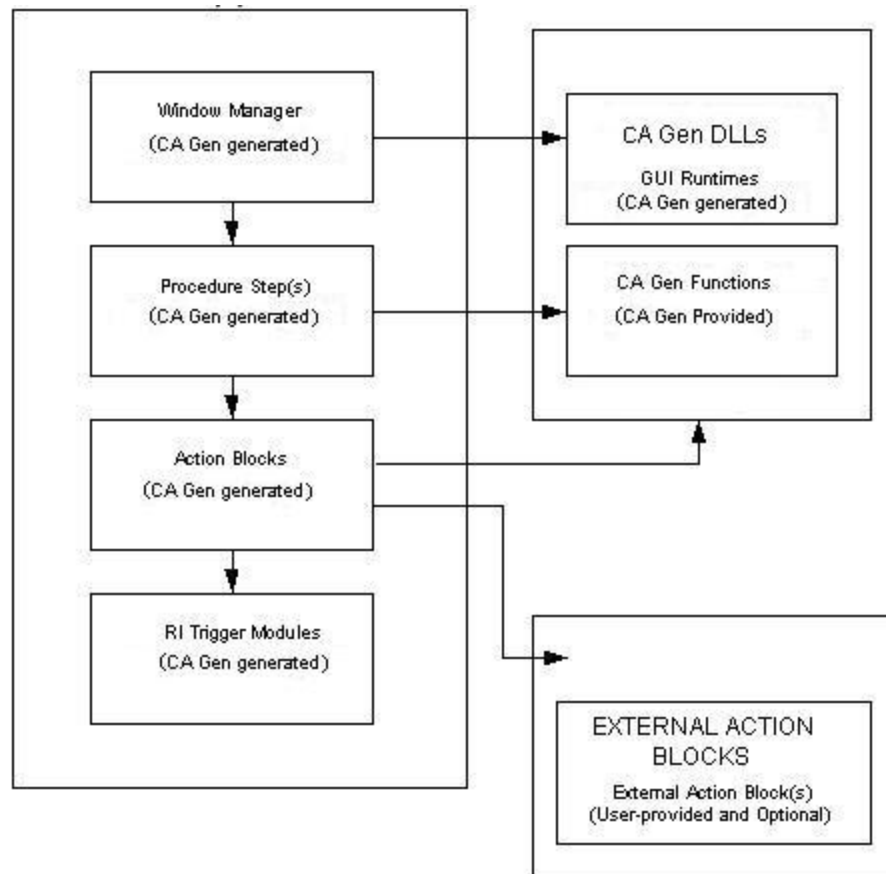 Window Manager
(CA Gen generated)
Procedure Step(s)
(CA Gen generated)
Action Blocks
(CA Gen generated)
RI Trigger Modules
(CA Gen generated)
CA Gen DLLs
GUI Runtimes
(CA Gen generated)
CA Gen Functions
(CA Gen Provided)
EXTERNAL ACTION
BLOCKS
External Action Block(s)
(User-provided and Optional)